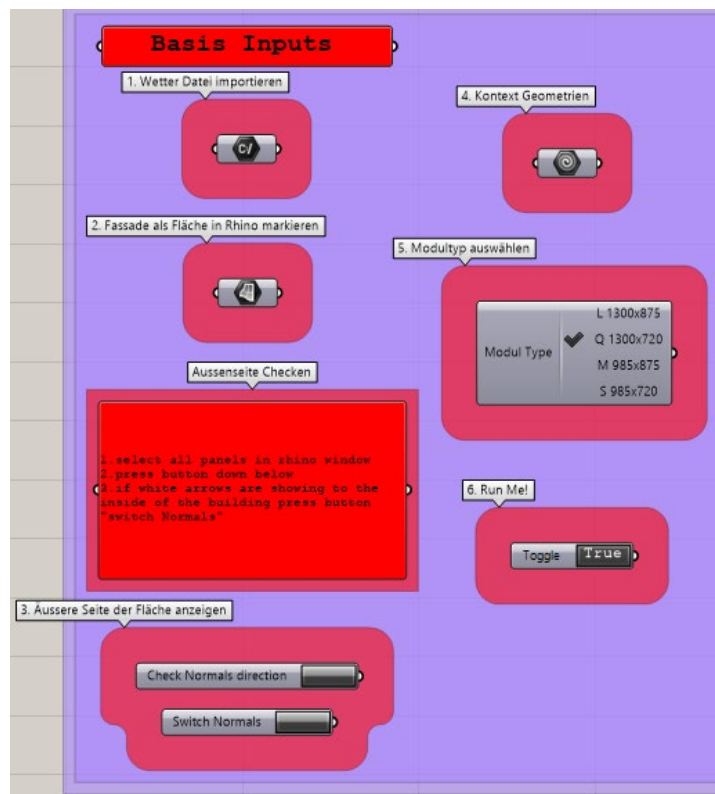 Basis Inputs
1. Wetter Datei importieren
C/
2. Fassade als Fläche in Rhino markieren
Aussenseite Checken
1.select all panels in rhino window
2.press button down below
3.if white arrows are showing to the
inside of the building press button
"switch Normals"
3. Äussere Seite der Fläche anzeigen
Check Normals direction
Switch Normals
4. Kontext Geometrien
5. Modultyp auswählen
Modul Type
L 1300x875
Q 1300x720
M 985x875
S 985x720
6. Run Me!
Toggle True